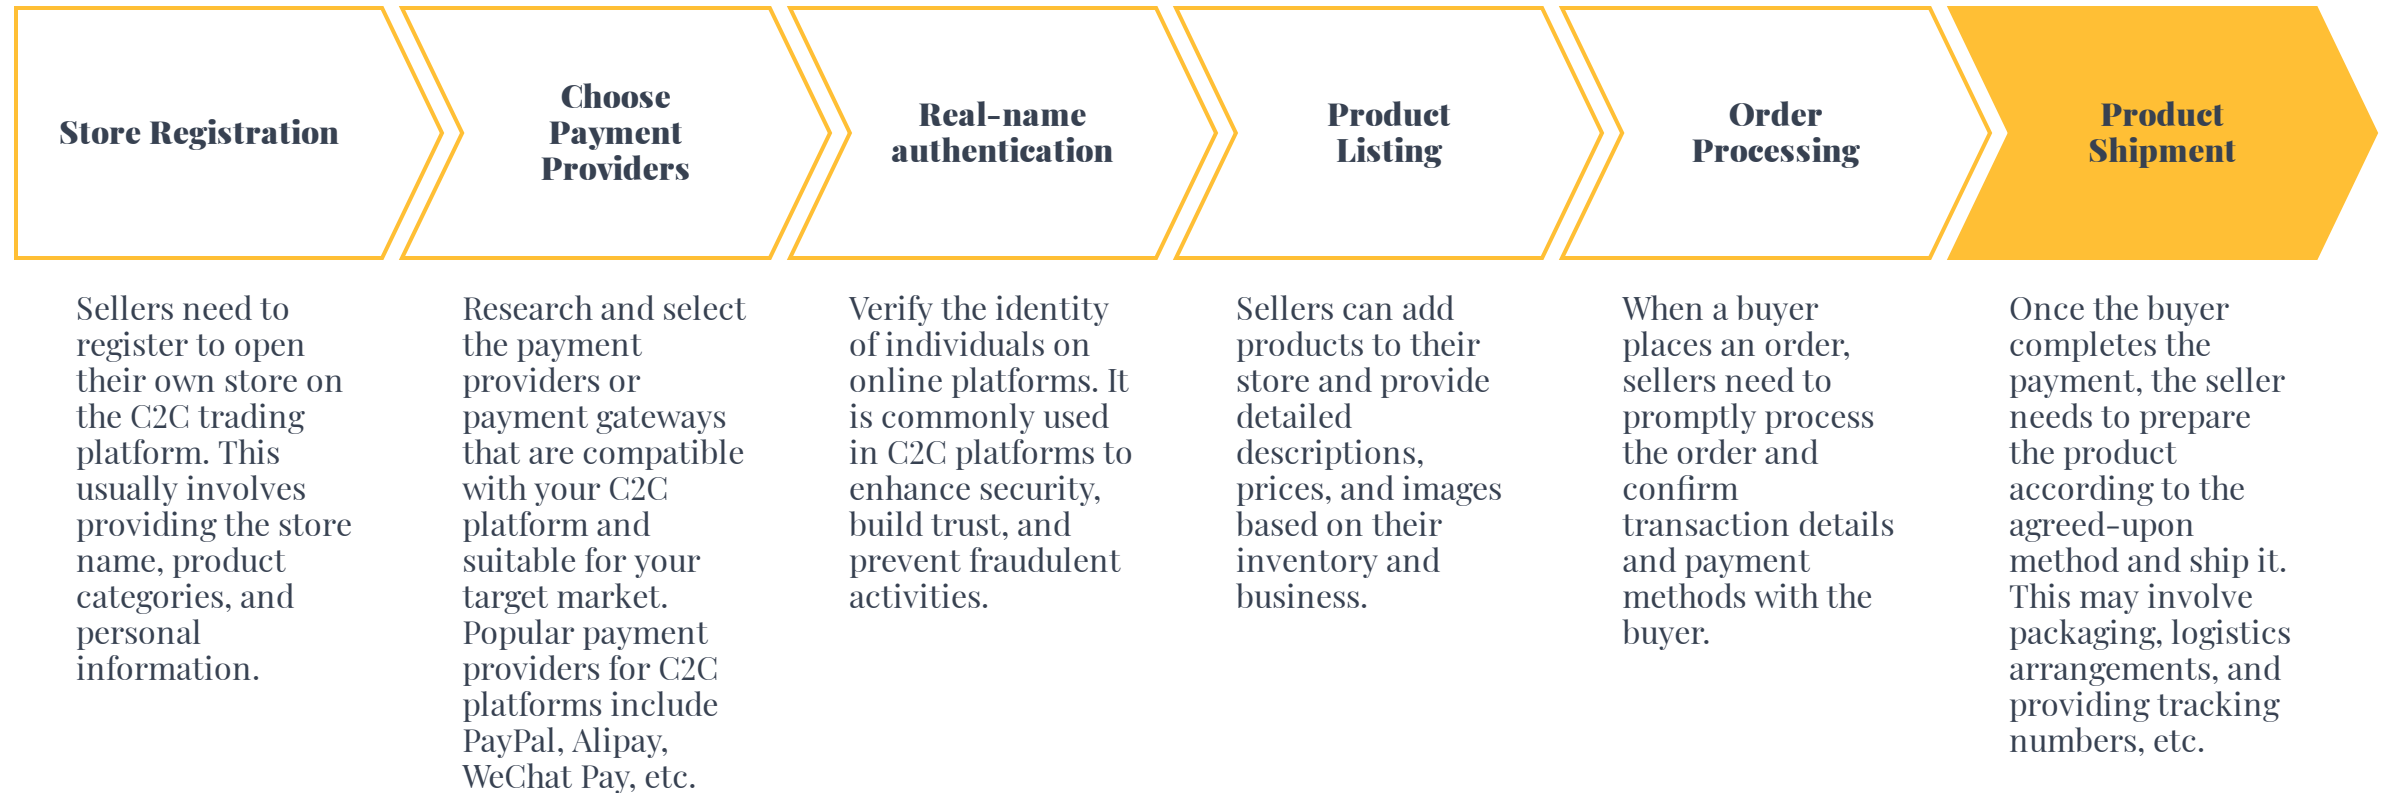 Store Registration
Choose
Payment
Providers
Real-name
authentication
Product
Listing
Order
Processing
Product
Shipment
Sellers need to
register to open
their own store on
the C2C trading
platform. This
usually involves
providing the store
name, product
categories, and
personal
information.
Research and select
the payment
providers or
payment gateways
that are compatible
with your C2C
platform and
suitable for your
target market.
Popular payment
providers for C2C
platforms include
PayPal, Alipay,
WeChat Pay, etc.
Verify the identity
of individuals on
online platforms. It
is commonly used
in C2C platforms to
enhance security,
build trust, and
prevent fraudulent
activities.
Sellers can add
products to their
store and provide
detailed
descriptions,
prices, and images
based on their
inventory and
business.
When a buyer
places an order,
sellers need to
promptly process
the order and
confirm
transaction details
and payment
methods with the
buyer.
Once the buyer
completes the
payment, the seller
needs to prepare
the product
according to the
agreed-upon
method and ship it.
This may involve
packaging, logistics
arrangements, and
providing tracking
numbers, etc.